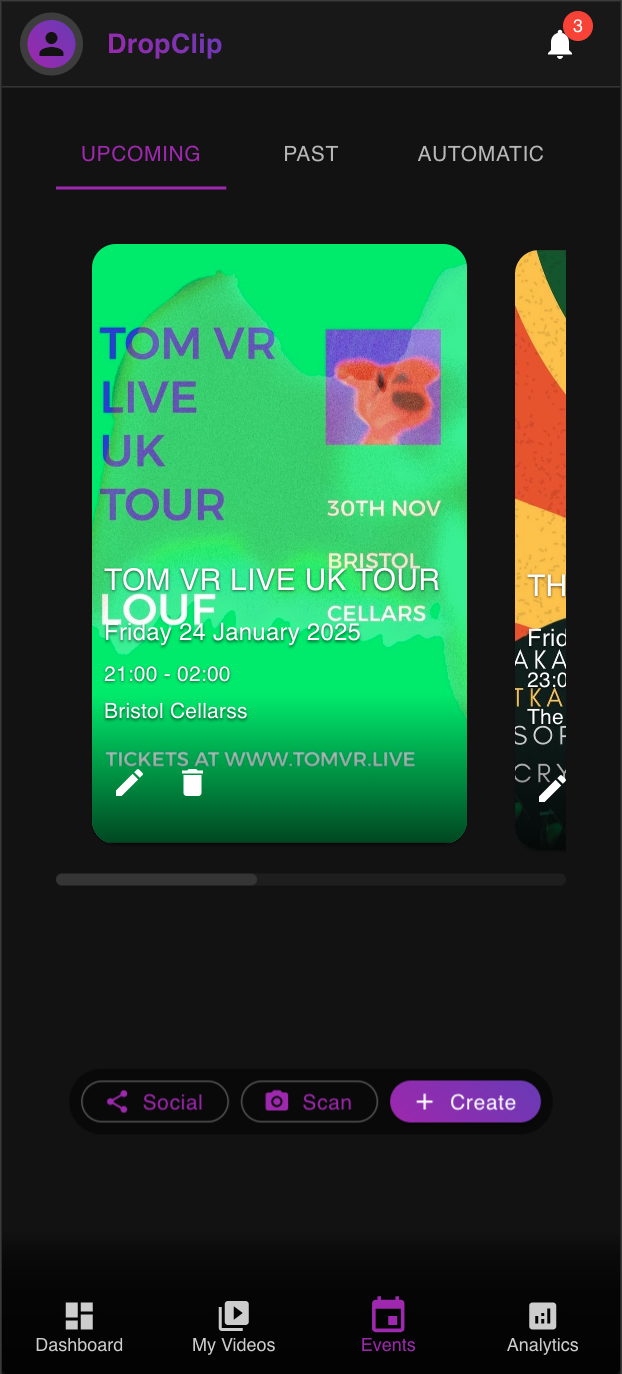 DropClip
3
UPCOMING
PAST
AUTOMATIC
TOM VR
LIVE
UK
TOUR
30TH NOV
BRISTOL
CELLARS
LOUF
TOM VR LIVE UK TOUR
Friday 24 January 2025
21:00 - 02:00
Bristol Cellarss
TICKETS AT WWW.TOMVR.LIVE
TH
Frid
AKA
23:0
TKA
The
SOF
CRY
Social
Scan
Create
Dashboard
My Videos
Events
Analytics